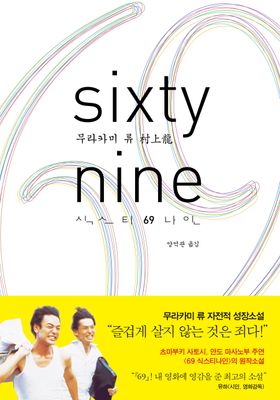 sixty
무라카미 류 村上龍
nine
식스티 69 나인
양억관 옮김
무라카미 류 자전적 성장소설
“즐겁게 살지 않는 것은 죄다!”
츠마부키 사토시, 안도 마사노부 주연
〈69 식스티나인〉의 원작소설
“『69』! 내 영화에 영감을 준 최고의 소설”
유하(시인, 영화감독)